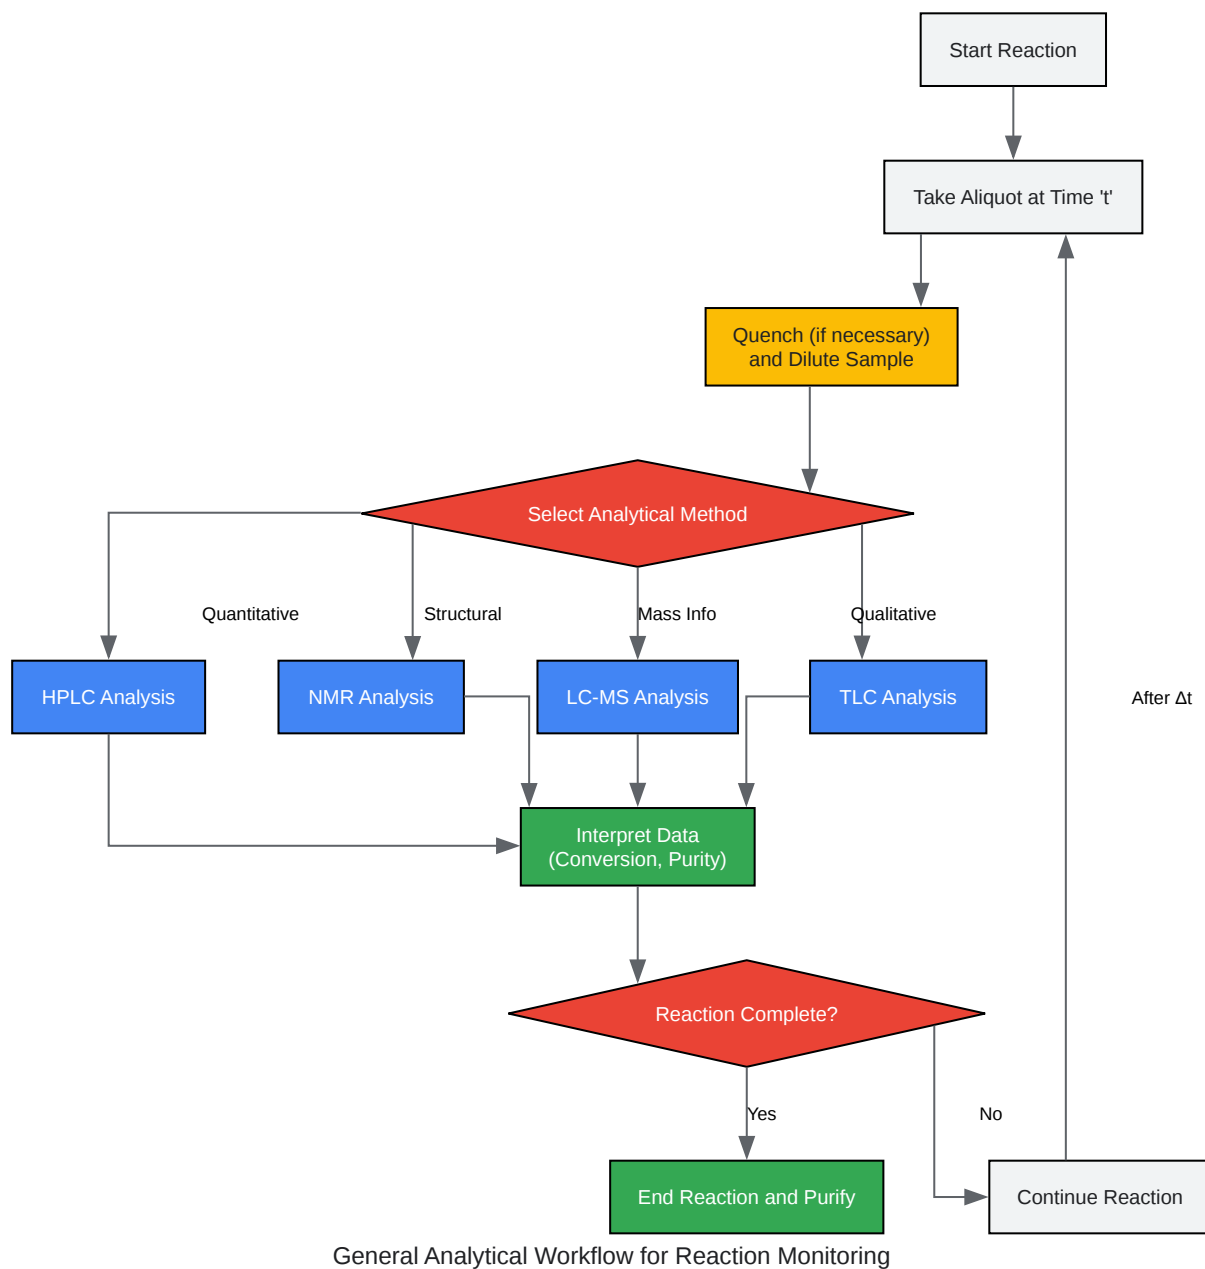 Start Reaction
Take Aliquot at Time 't'
Quench (if necessary)
and Dilute Sample
Select Analytical Method
Quantitative
Structural
Mass Info
Qualitative
HPLC Analysis
NMR Analysis
LC-MS Analysis
TLC Analysis
After Δt
Interpret Data
(Conversion, Purity)
Reaction Complete?
Yes
No
End Reaction and Purify
Continue Reaction
General Analytical Workflow for Reaction Monitoring